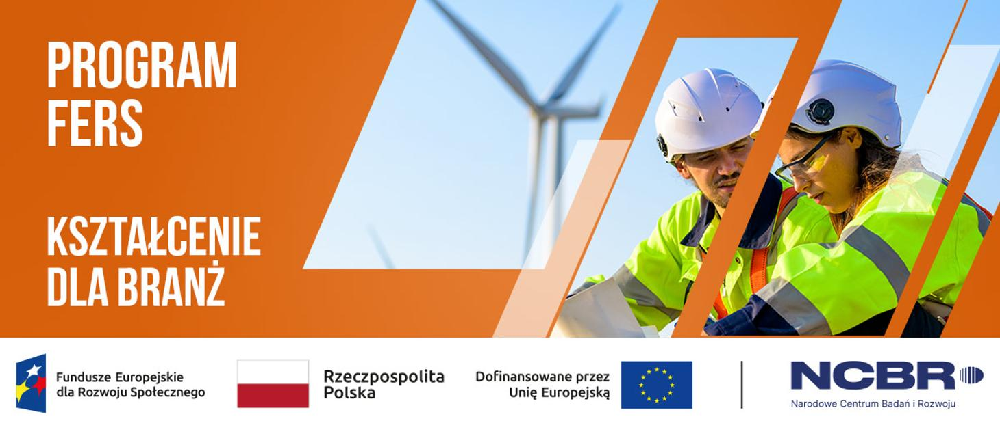 PROGRAM
FERS
KSZTAŁCENIE
DLA BRANŻ
Fundusze Europejskie
dla Rozwoju Społecznego
Rzeczpospolita
Polska
Dofinansowane przez
Unię Europejską
NCBR
Narodowe Centrum Badań i Rozwoju